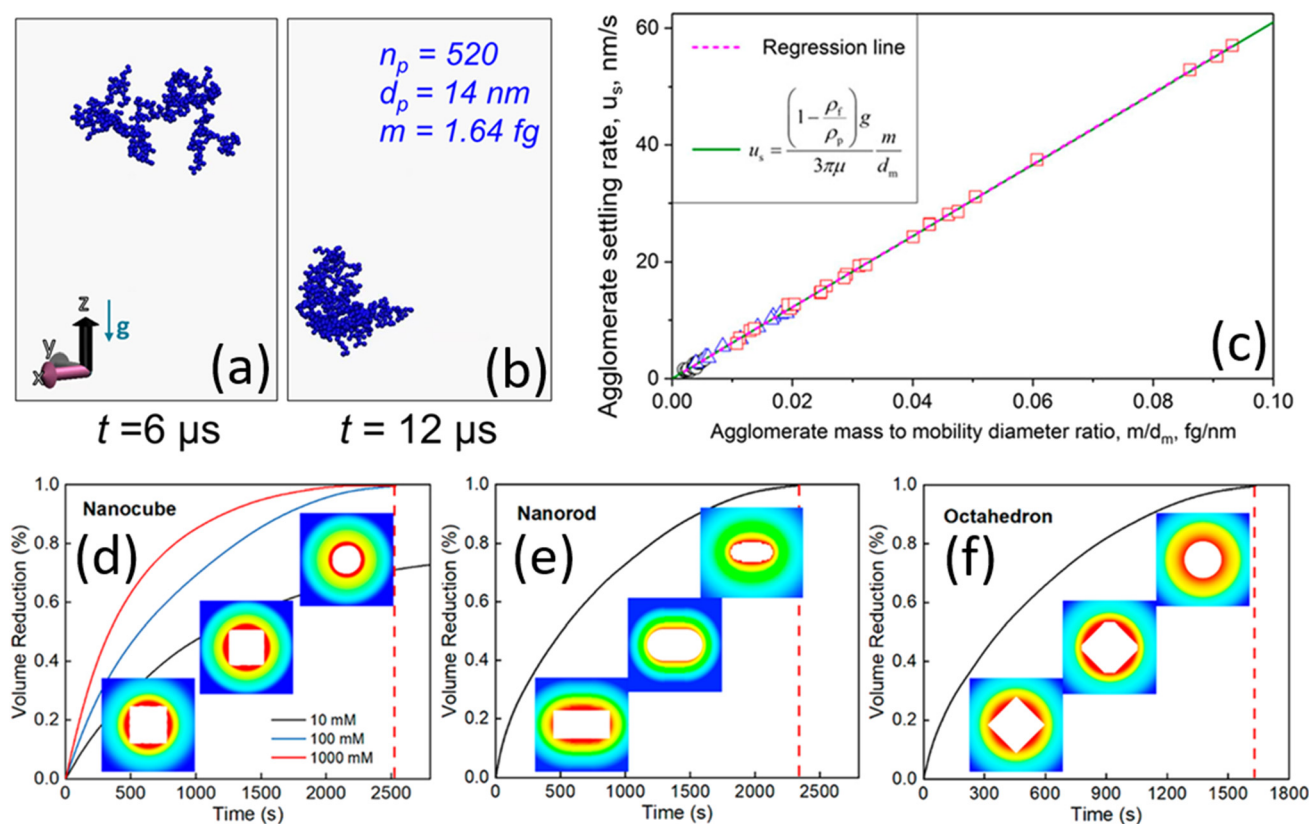 (a)
z
g
y
x
t =6 μs
n_p = 520
d_p = 14 nm
m = 1.64 fg
(b)
t = 12 μs
Agglomerate settling rate, u_s, nm/s
60
40
20
0
Regression line
u_s = (1 − ρ_f/ρ_p) g / 3πμ m/d_m
(c)
0.00 0.02 0.04 0.06 0.08 0.10
Agglomerate mass to mobility diameter ratio, m/d_m, fg/nm
Volume Reduction (%)
1.0
0.8
0.6
0.4
0.2
0.0
Nanocube
(d)
10 mM
100 mM
1000 mM
0 500 1000 1500 2000 2500
Time (s)
Volume Reduction (%)
1.0
0.8
0.6
0.4
0.2
0.0
Nanorod
(e)
0 500 1000 1500 2000 2500
Time (s)
Volume Reduction (%)
1.0
0.8
0.6
0.4
0.2
0.0
Octahedron
(f)
0 300 600 900 1200 1500 1800
Time (s)